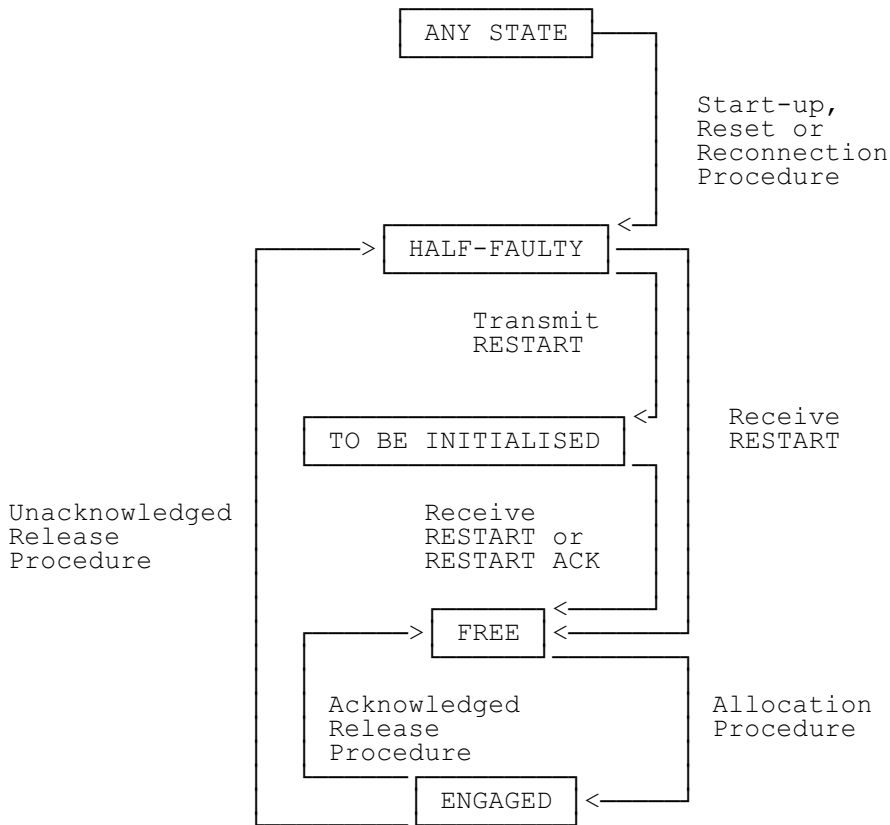 ANY STATE
Start-up,
Reset or
Reconnection
Procedure
HALF-FAULTY
Transmit
RESTART
TO BE INITIALISED
Receive
RESTART
Unacknowledged
Release
Procedure
Receive
RESTART or
RESTART ACK
FREE
Acknowledged
Release
Procedure
Allocation
Procedure
ENGAGED